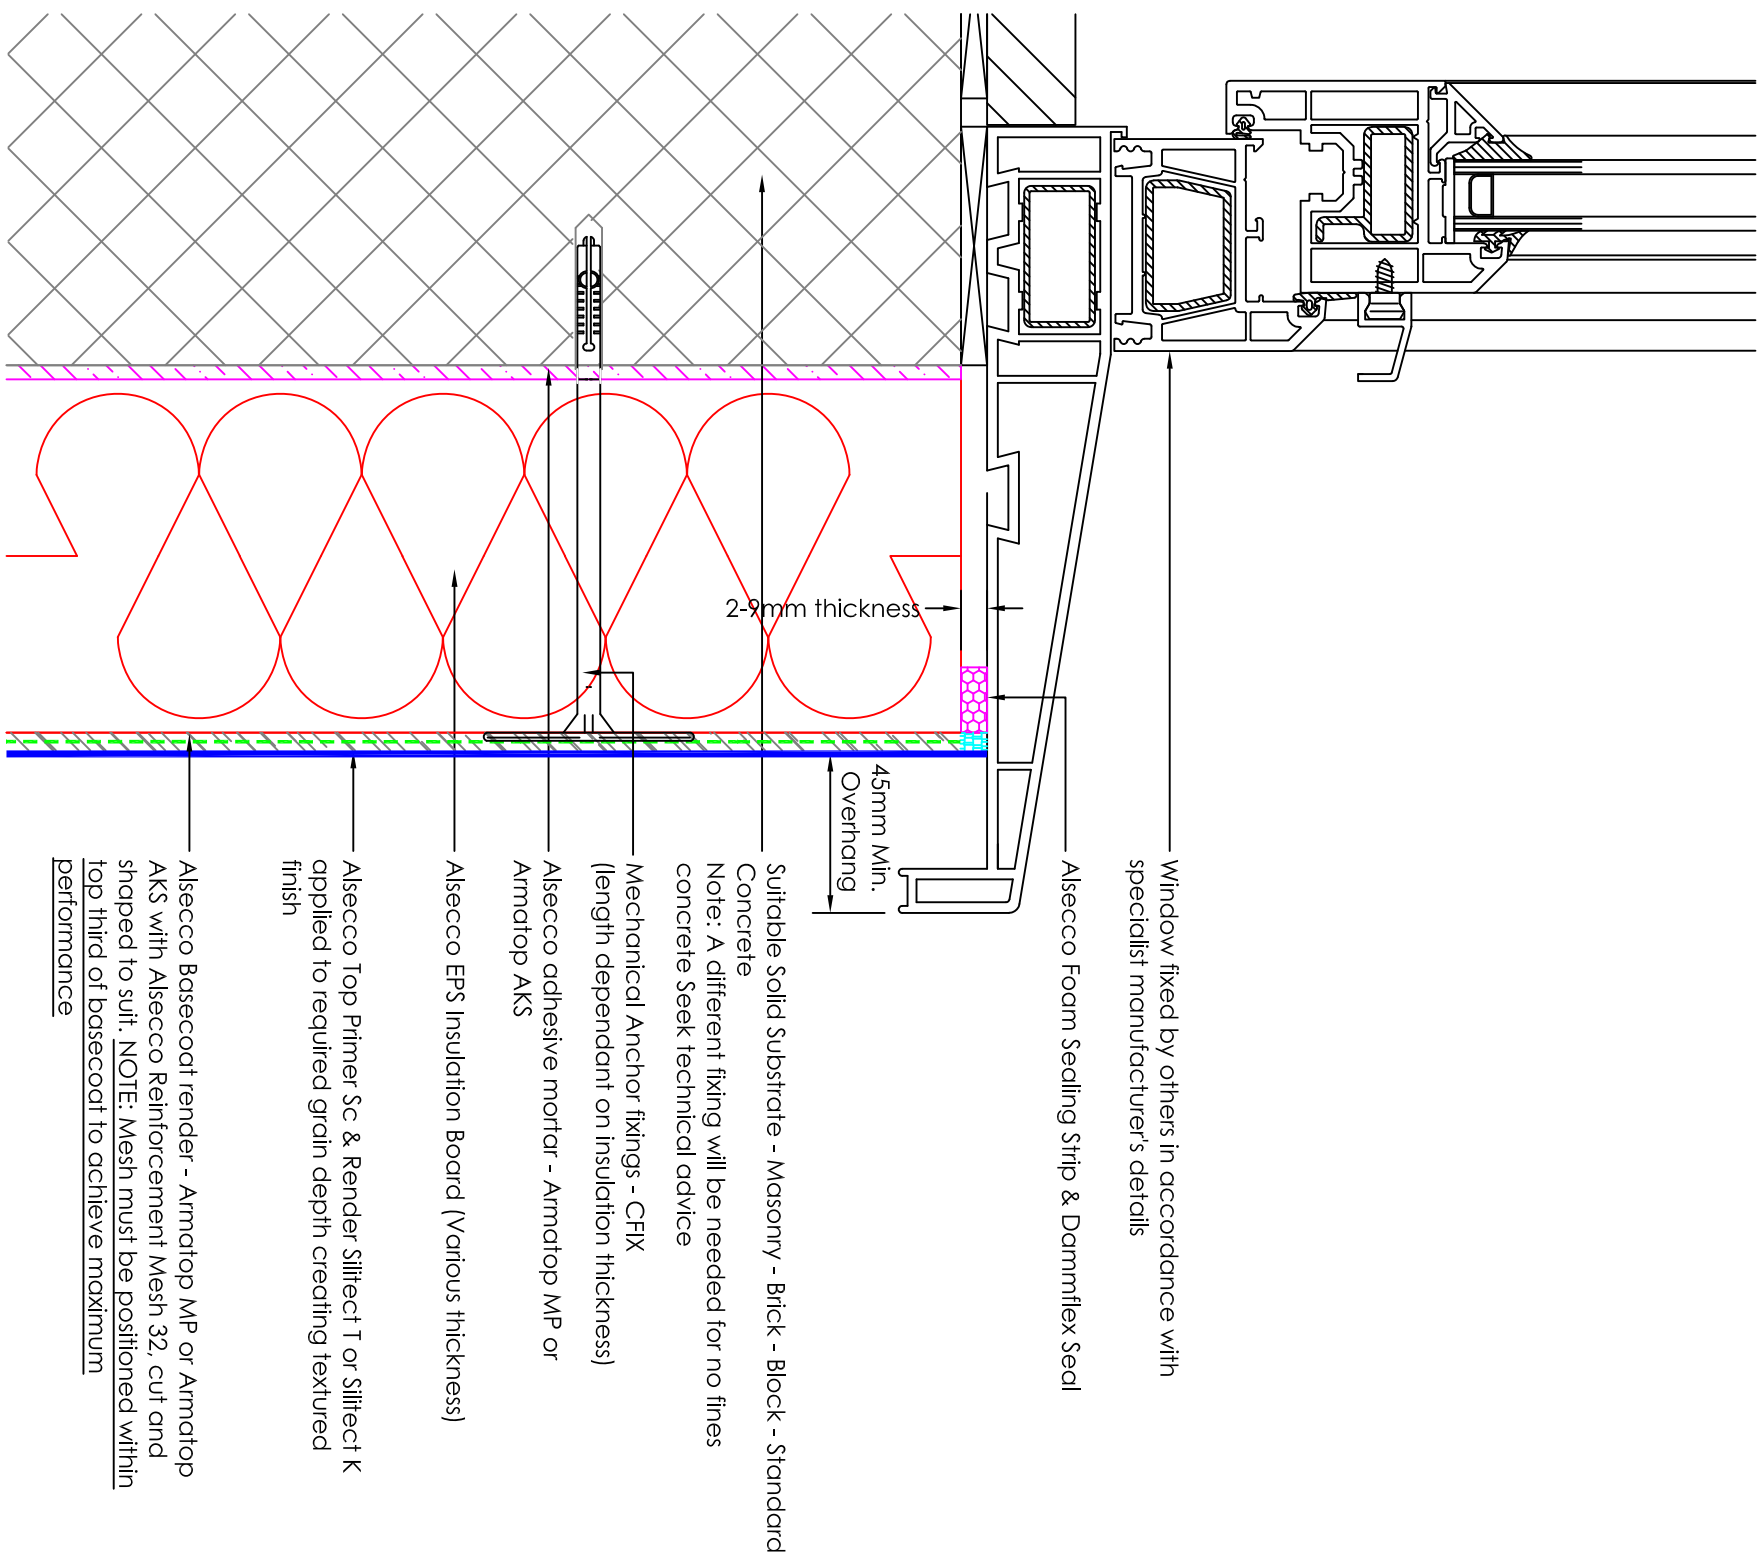 Window fixed by others in accordance with
specialist manufacturer's details
Alsecco Foam Sealing Strip & Dammflex Seal
2-9mm thickness
45mm Min.
Overhang
Suitable Solid Substrate - Masonry - Brick - Block - Standard
Concrete
Note: A different fixing will be needed for no fines
concrete Seek technical advice
Mechanical Anchor fixings - CFIX
(length dependant on insulation thickness)
Alsecco adhesive mortar - Armatop MP or
Armatop AKS
Alsecco EPS Insulation Board (Various thickness)
Alsecco Top Primer Sc & Render Silitect T or Silitect K
applied to required grain depth creating textured
finish
Alsecco Basecoat render - Armatop MP or Armatop
AKS with Alsecco Reinforcement Mesh 32, cut and
shaped to suit. NOTE: Mesh must be positioned within
top third of basecoat to achieve maximum
performance